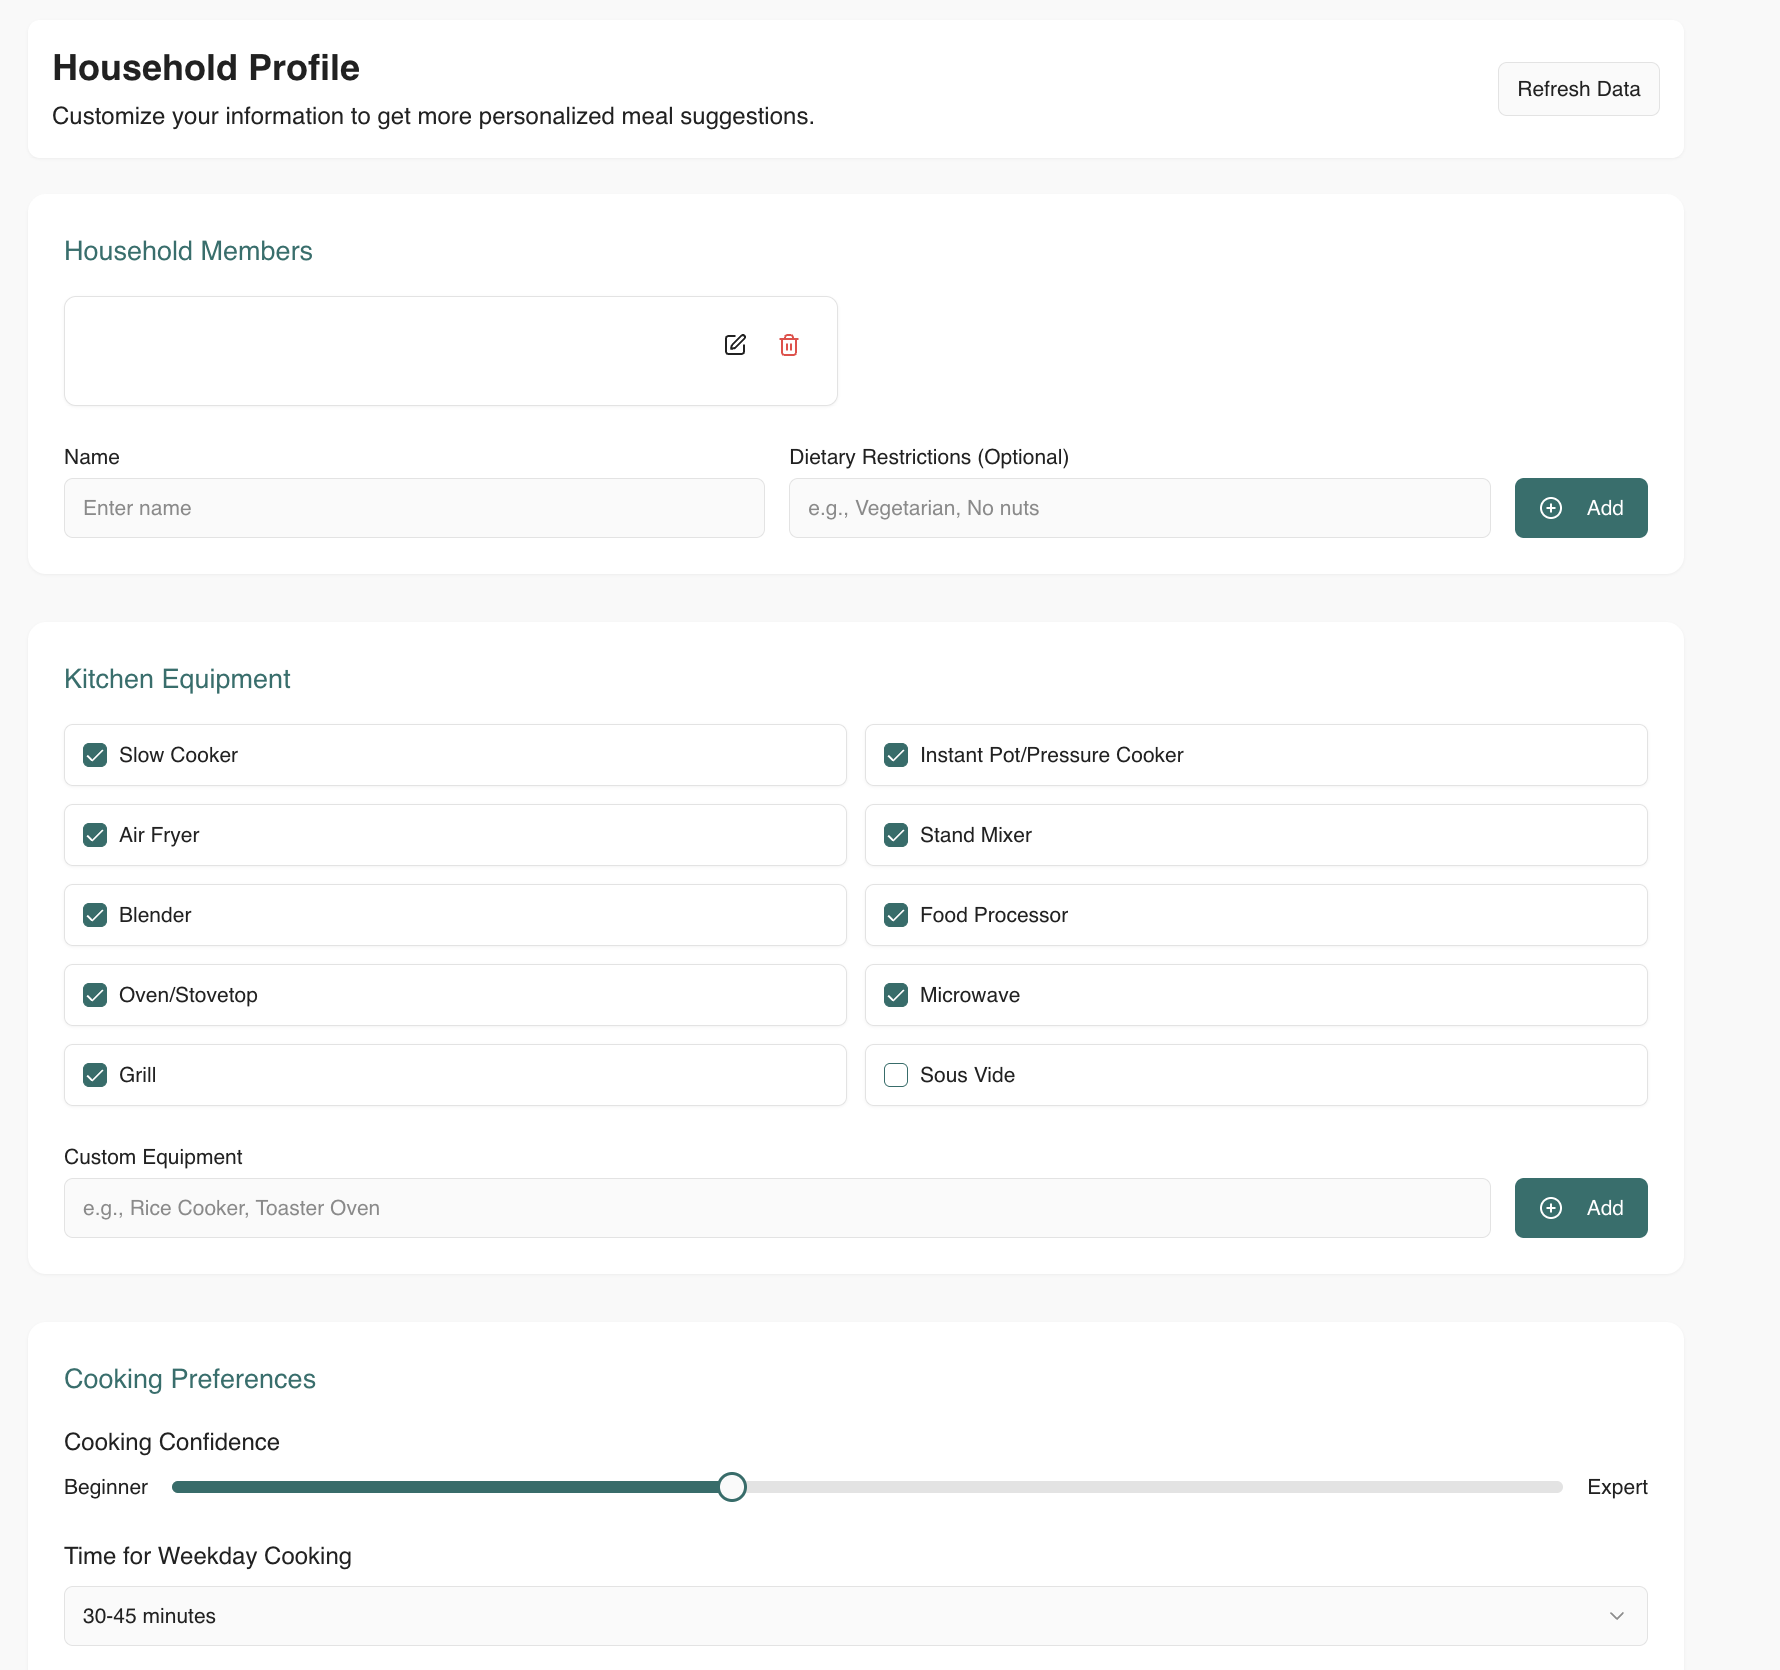 Household Profile
Customize your information to get more personalized meal suggestions.
Refresh Data
Household Members
Name
Dietary Restrictions (Optional)
Enter name
e.g., Vegetarian, No nuts
Add
Kitchen Equipment
Slow Cooker
Instant Pot/Pressure Cooker
Air Fryer
Stand Mixer
Blender
Food Processor
Oven/Stovetop
Microwave
Grill
Sous Vide
Custom Equipment
e.g., Rice Cooker, Toaster Oven
Add
Cooking Preferences
Cooking Confidence
Beginner
Expert
Time for Weekday Cooking
30-45 minutes